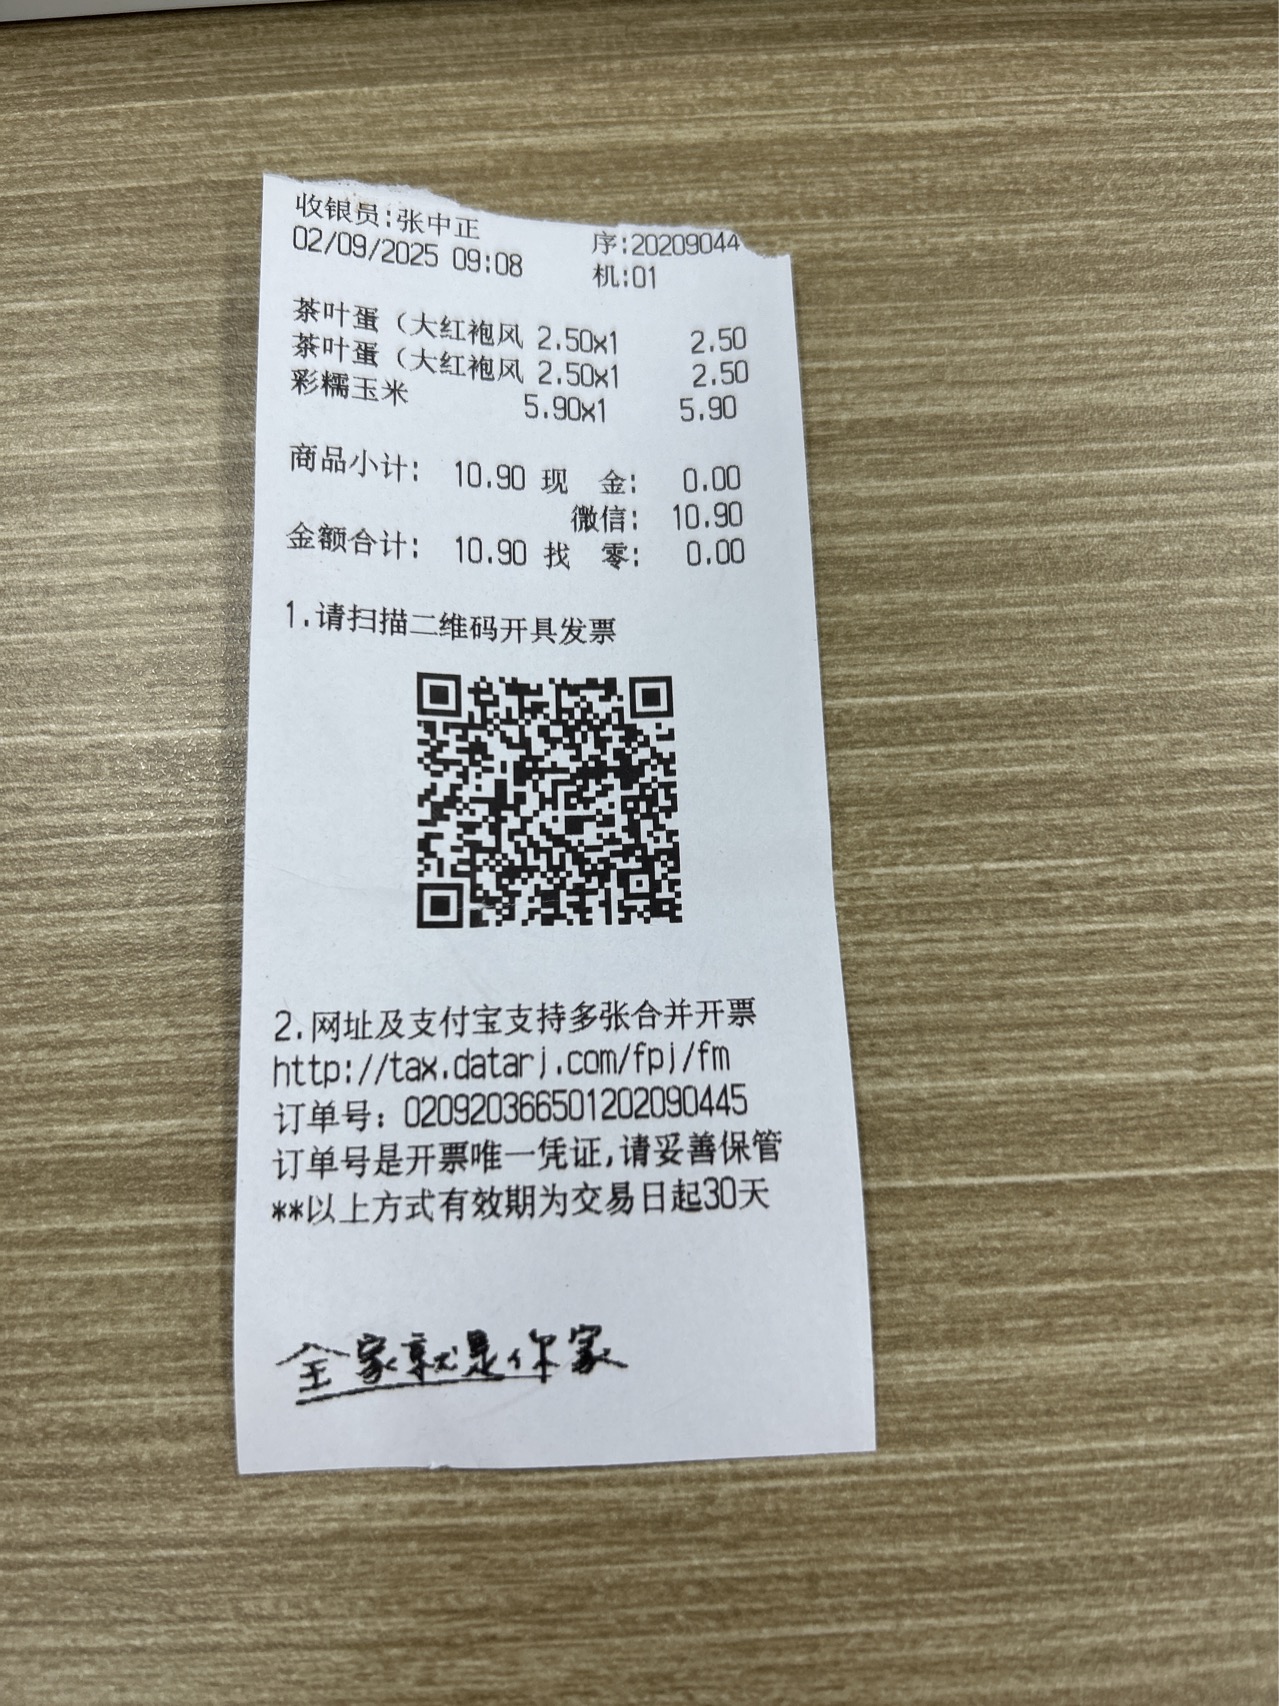 收银员:张中正 序:20209044
02/09/2025 09:08 机:01
茶叶蛋（大红袍风 2.50x1 2.50
茶叶蛋（大红袍风 2.50x1 2.50
彩糯玉米 5.90x1 5.90
商品小计: 10.90 现 金: 0.00
微信: 10.90
金额合计: 10.90 找 零: 0.00
1.请扫描二维码开具发票
2.网址及支付宝支持多张合并开票
http://tax.datarj.com/fpj/fm
订单号: 020920366501202090445
订单号是开票唯一凭证,请妥善保管
**以上方式有效期为交易日起30天
全家就是你家